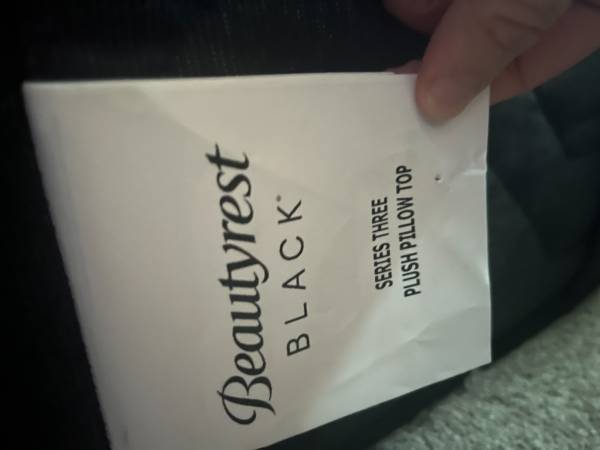 Beautyrest
BLACK®
SERIES THREE
PLUSH PILLOW TOP